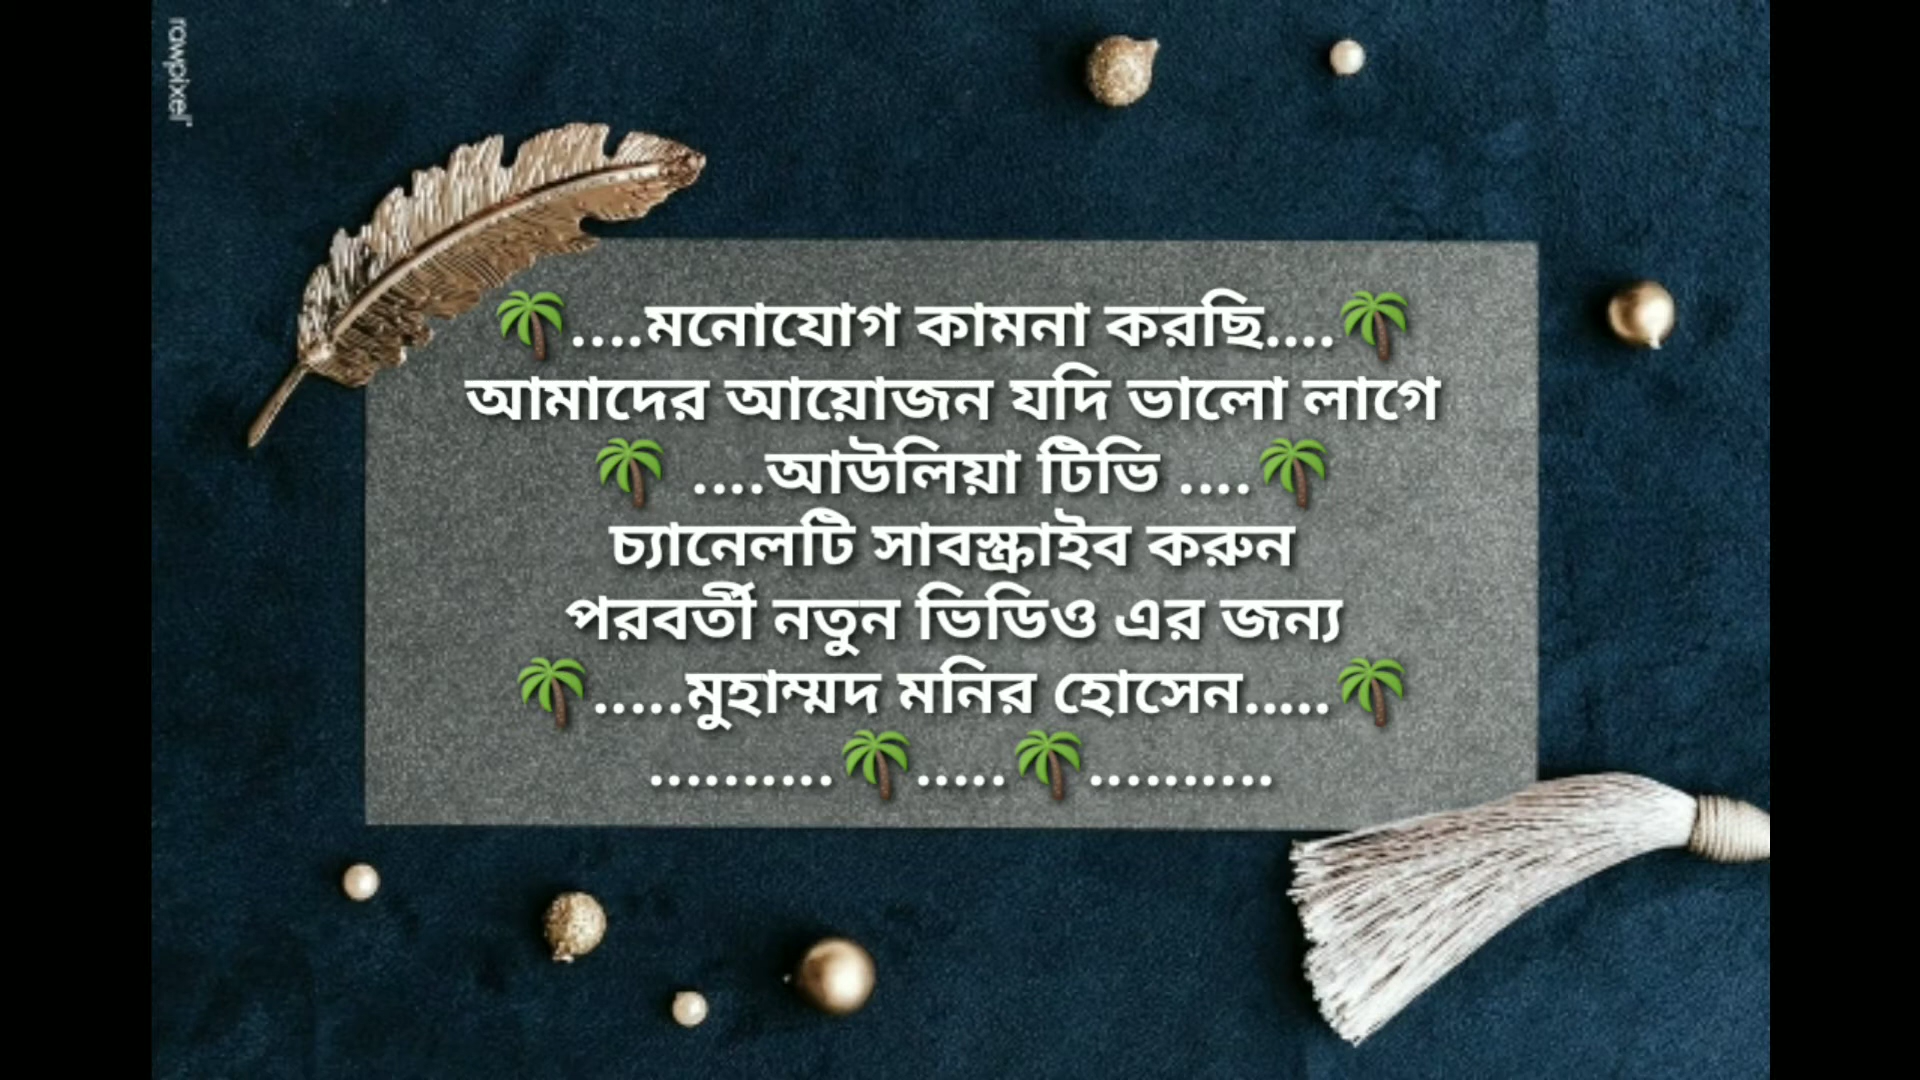 rawpixel
🌴....মনোযোগ কামনা করছি....🌴
আমাদের আয়োজন যদি ভালো লাগে
🌴 ....আউলিয়া টিভি ....🌴
চ্যানেলটি সাবস্ক্রাইব করুন
পরবর্তী নতুন ভিডিও এর জন্য
🌴.....মুহাম্মদ মনির হোসেন.....🌴
..........🌴.....🌴..........